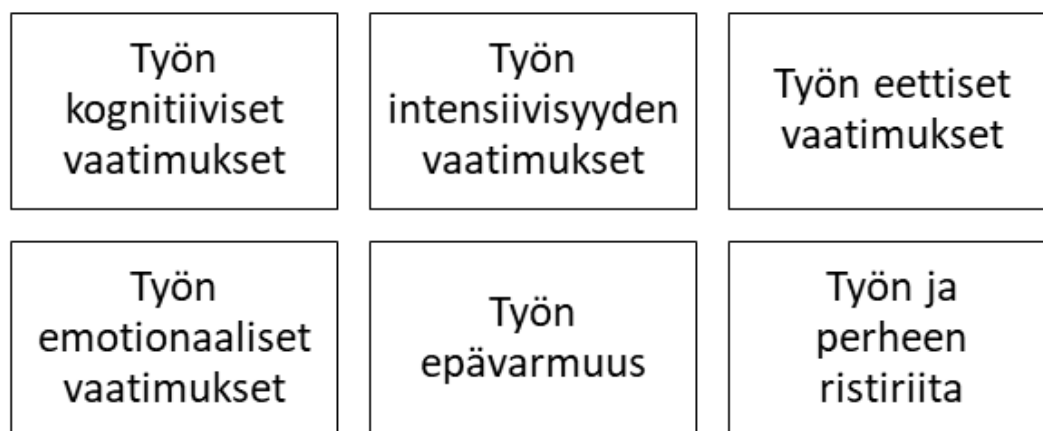 Työn
kognitiiviset
vaatimukset
Työn
intensiivisyyden
vaatimukset
Työn eettiset
vaatimukset
Työn
emotionaaliset
vaatimukset
Työn
epävarmuus
Työn ja
perheen
ristiriita